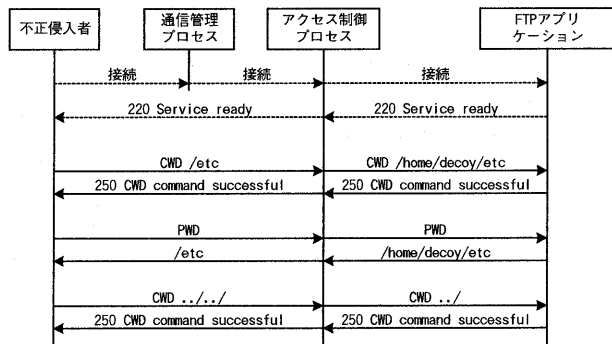 不正侵入者
通信管理
プロセス
アクセス制御
プロセス
FTPアプリ
ケーション
接続
接続
接続
220 Service ready
220 Service ready
CWD /etc
CWD /home/decoy/etc
250 CWD command successful
250 CWD command successful
PWD
PWD
/etc
/home/decoy/etc
CWD ../../
CWD ../
250 CWD command successful
250 CWD command successful